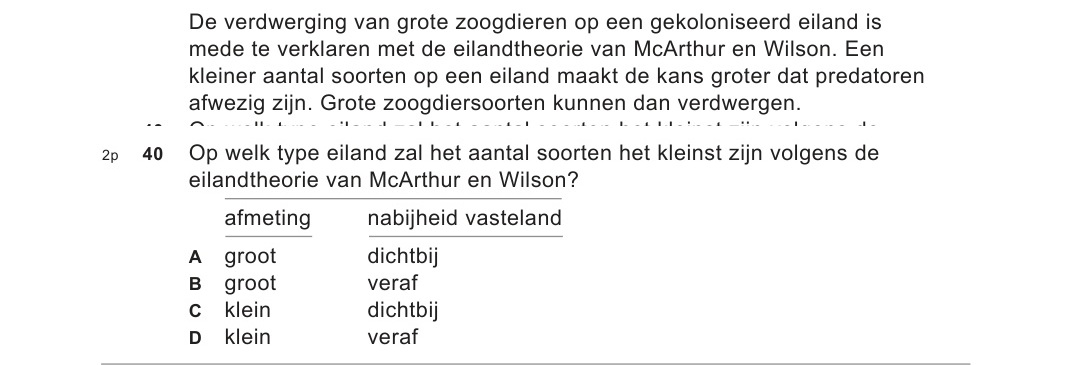 De verdwerging van grote zoogdieren op een gekoloniseerd eiland is
mede te verklaren met de eilandtheorie van McArthur en Wilson. Een
kleiner aantal soorten op een eiland maakt de kans groter dat predatoren
afwezig zijn. Grote zoogdiersoorten kunnen dan verdwergen.
2p 40 Op welk type eiland zal het aantal soorten het kleinst zijn volgens de
eilandtheorie van McArthur en Wilson?
afmeting nabijheid vasteland
A groot dichtbij
B groot veraf
C klein dichtbij
D klein veraf